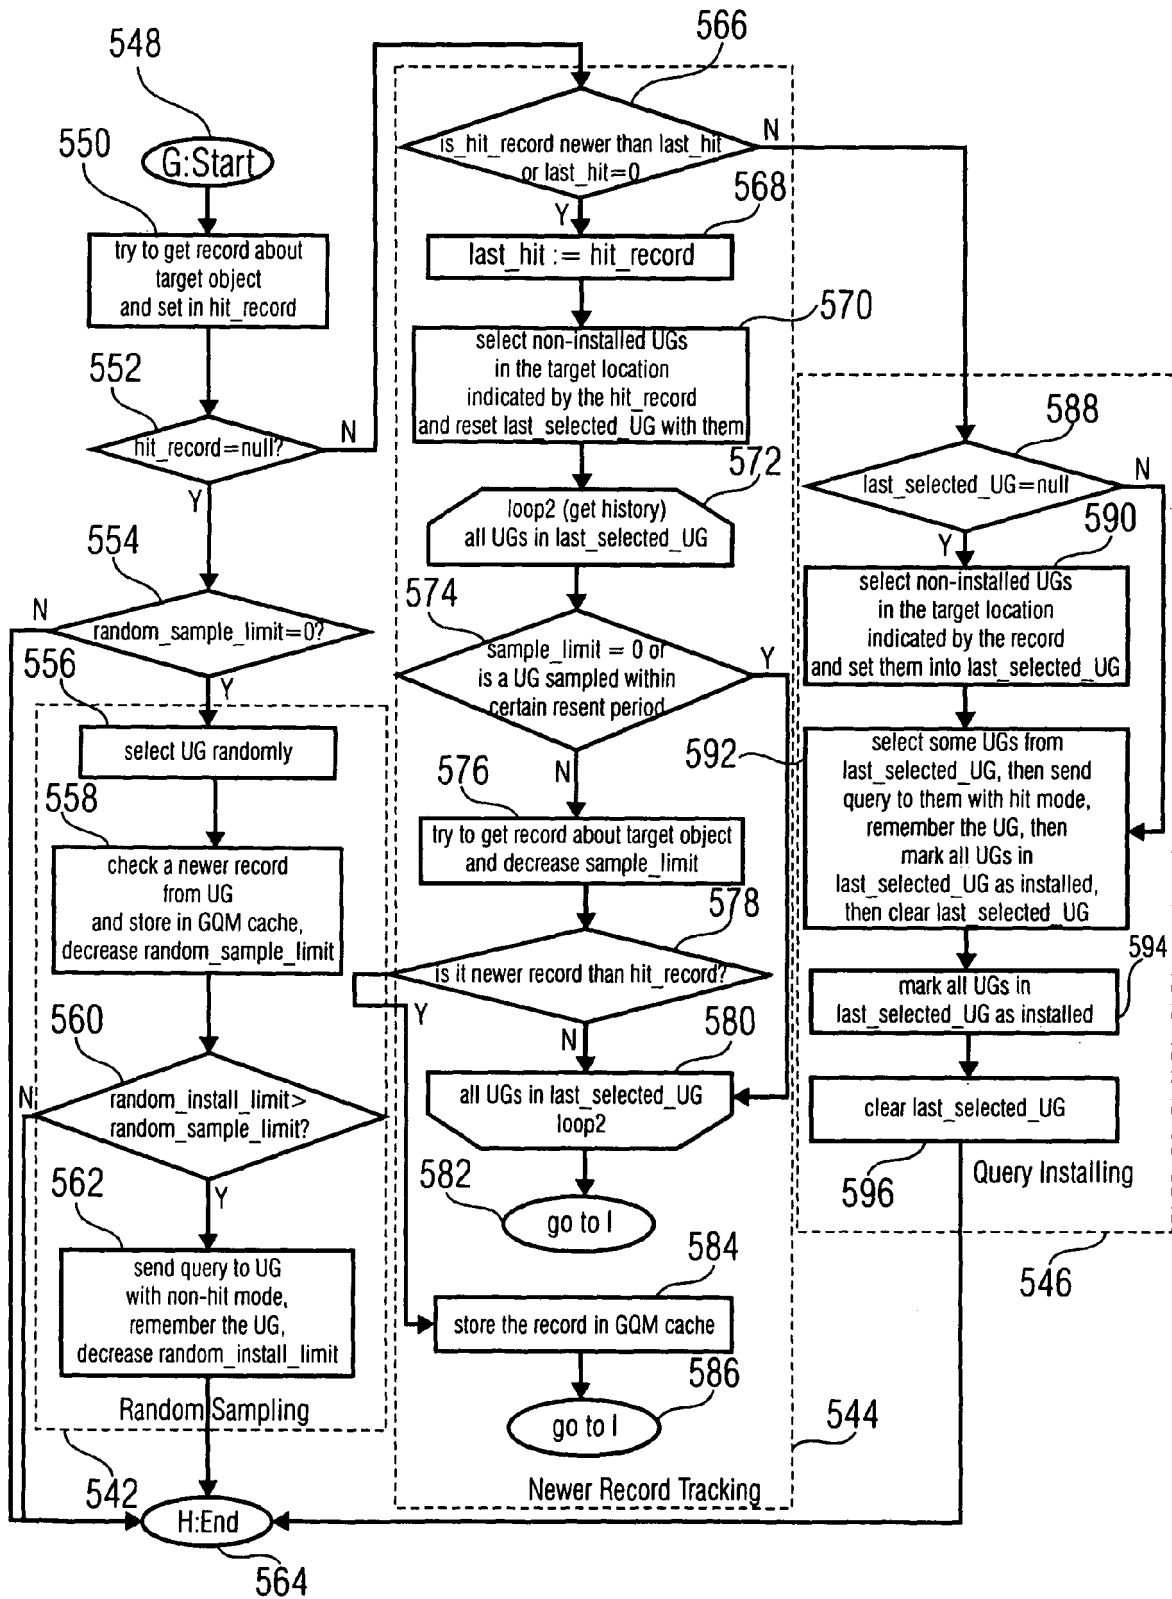 548
G:Start
550
try to get record about
target object
and set in hit_record
552
hit_record=null?
N
Y
554
random_sample_limit=0?
N
Y
556
select UG randomly
558
check a newer record
from UG
and store in GQM cache,
decrease random_sample_limit
560
random_install_limit>
random_sample_limit?
N
Y
562
send query to UG
with non-hit mode,
remember the UG,
decrease random_install_limit
Random Sampling
542
H:End
564
566
is_hit_record newer than last_hit
or last_hit=0
N
Y
568
last_hit := hit_record
570
select non-installed UGs
in the target location
indicated by the hit_record
and reset last_selected_UG with them
572
loop2 (get history)
all UGs in last_selected_UG
574
sample_limit = 0 or
is a UG sampled within
certain resent period
Y
N
576
try to get record about target object
and decrease sample_limit
578
is it newer record than hit_record?
Y
N
580
all UGs in last_selected_UG
loop2
582
go to I
584
store the record in GQM cache
586
go to I
544
Newer Record Tracking
588
last_selected_UG=null
N
Y
590
select non-installed UGs
in the target location
indicated by the record
and set them into last_selected_UG
592
select some UGs from
last_selected_UG, then send
query to them with hit mode,
remember the UG, then
mark all UGs in
last_selected_UG as installed,
then clear last_selected_UG
594
mark all UGs in
last_selected_UG as installed
clear last_selected_UG
596
Query Installing
546